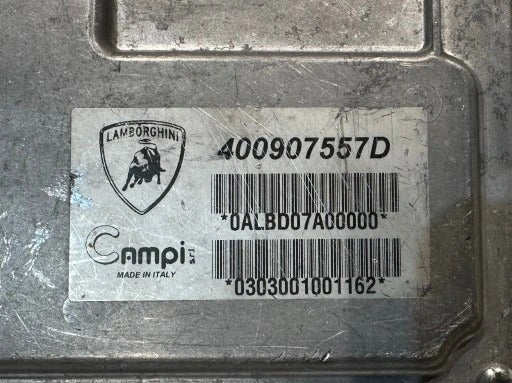 LAMBORGHINI
400907557D
*0ALBD07A00000*
Campi s.r.l.
MADE IN ITALY
*0303001001162*